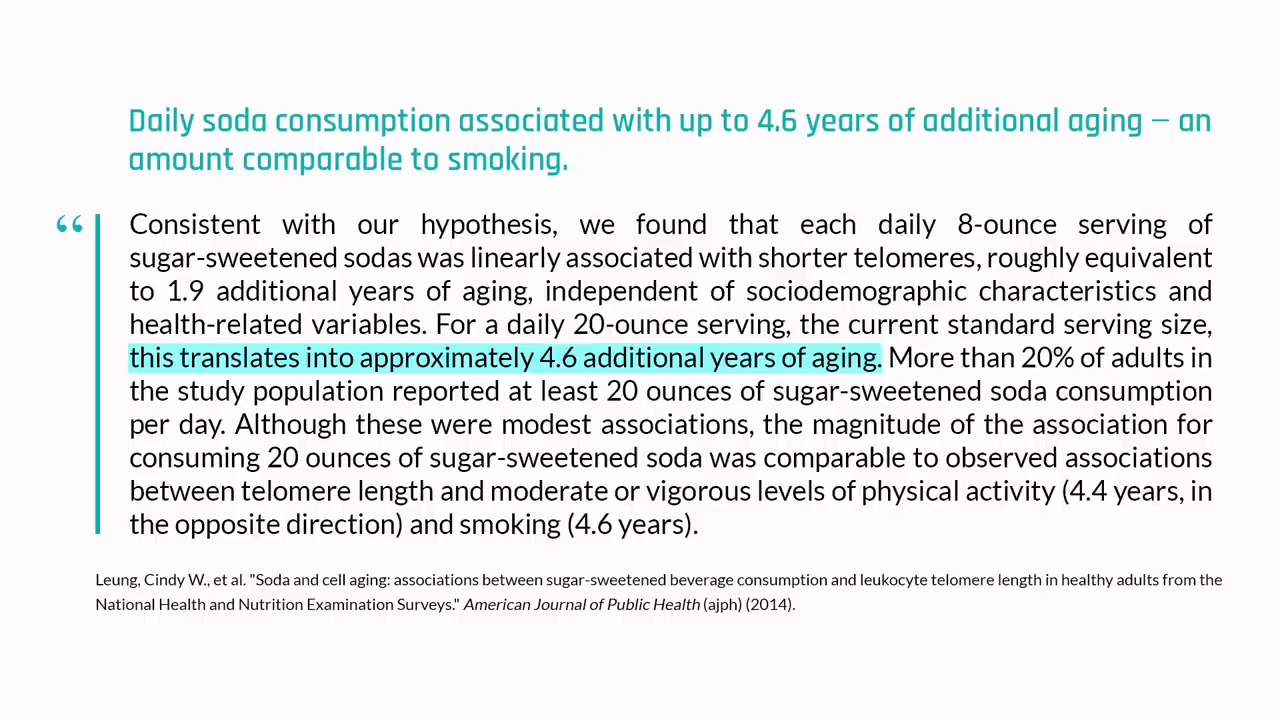 Daily soda consumption associated with up to 4.6 years of additional aging — an
amount comparable to smoking.
“
Consistent with our hypothesis, we found that each daily 8-ounce serving of
sugar-sweetened sodas was linearly associated with shorter telomeres, roughly equivalent
to 1.9 additional years of aging, independent of sociodemographic characteristics and
health-related variables. For a daily 20-ounce serving, the current standard serving size,
this translates into approximately 4.6 additional years of aging. More than 20% of adults in
the study population reported at least 20 ounces of sugar-sweetened soda consumption
per day. Although these were modest associations, the magnitude of the association for
consuming 20 ounces of sugar-sweetened soda was comparable to observed associations
between telomere length and moderate or vigorous levels of physical activity (4.4 years, in
the opposite direction) and smoking (4.6 years).
Leung, Cindy W., et al. "Soda and cell aging: associations between sugar-sweetened beverage consumption and leukocyte telomere length in healthy adults from the
National Health and Nutrition Examination Surveys." American Journal of Public Health (ajph) (2014).